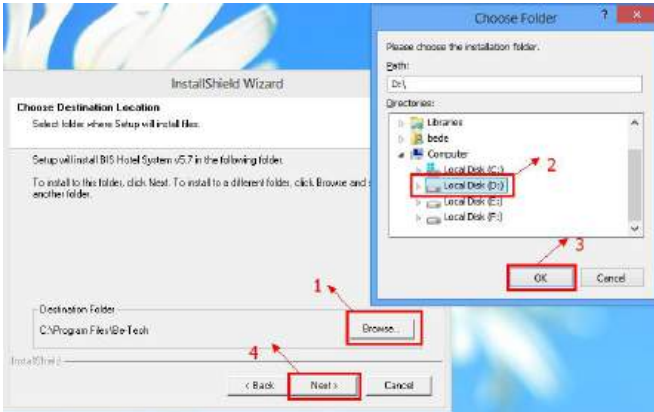 InstallShield Wizard
Choose Destination Location
Select folder where Setup will install files.
Setup will install BIS Hotel System v5.7 in the following folder.
To install to this folder, click Next. To install to a different folder, click Browse and
another folder.
1
Destination Folder
C:\Program Files\Be-Tech
Browse...
4
InstallShield
< Back
Next >
Cancel
Choose Folder
?
x
Please choose the installation folder.
Path:
D:\
Directories:
Libraries
bede
Computer
Local Disk (C:)
2
Local Disk (D:)
Local Disk (E:)
Local Disk (F:)
3
OK
Cancel